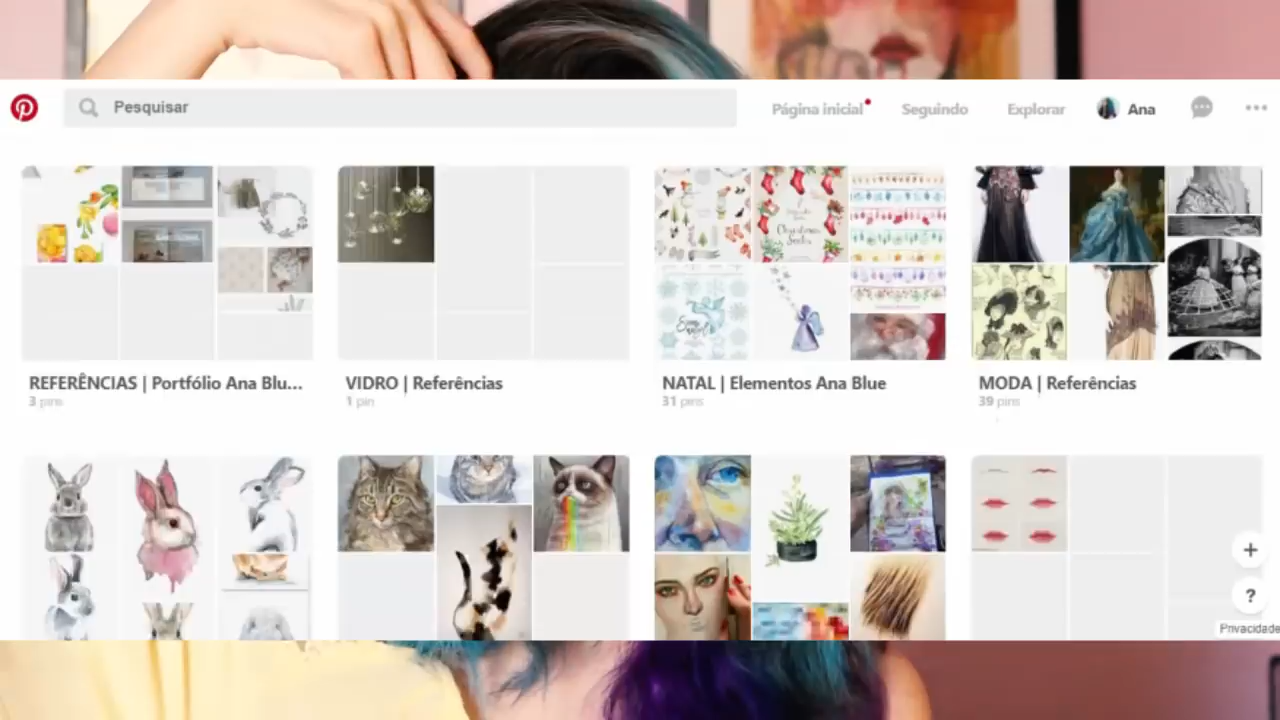 Pesquisar
Página inicial
Seguindo
Explorar
Ana
REFERÊNCIAS | Portfólio Ana Blu...
3 pins
VIDRO | Referências
1 pin
NATAL | Elementos Ana Blue
31 pins
MODA | Referências
39 pins
Christmas
?
Privacidade